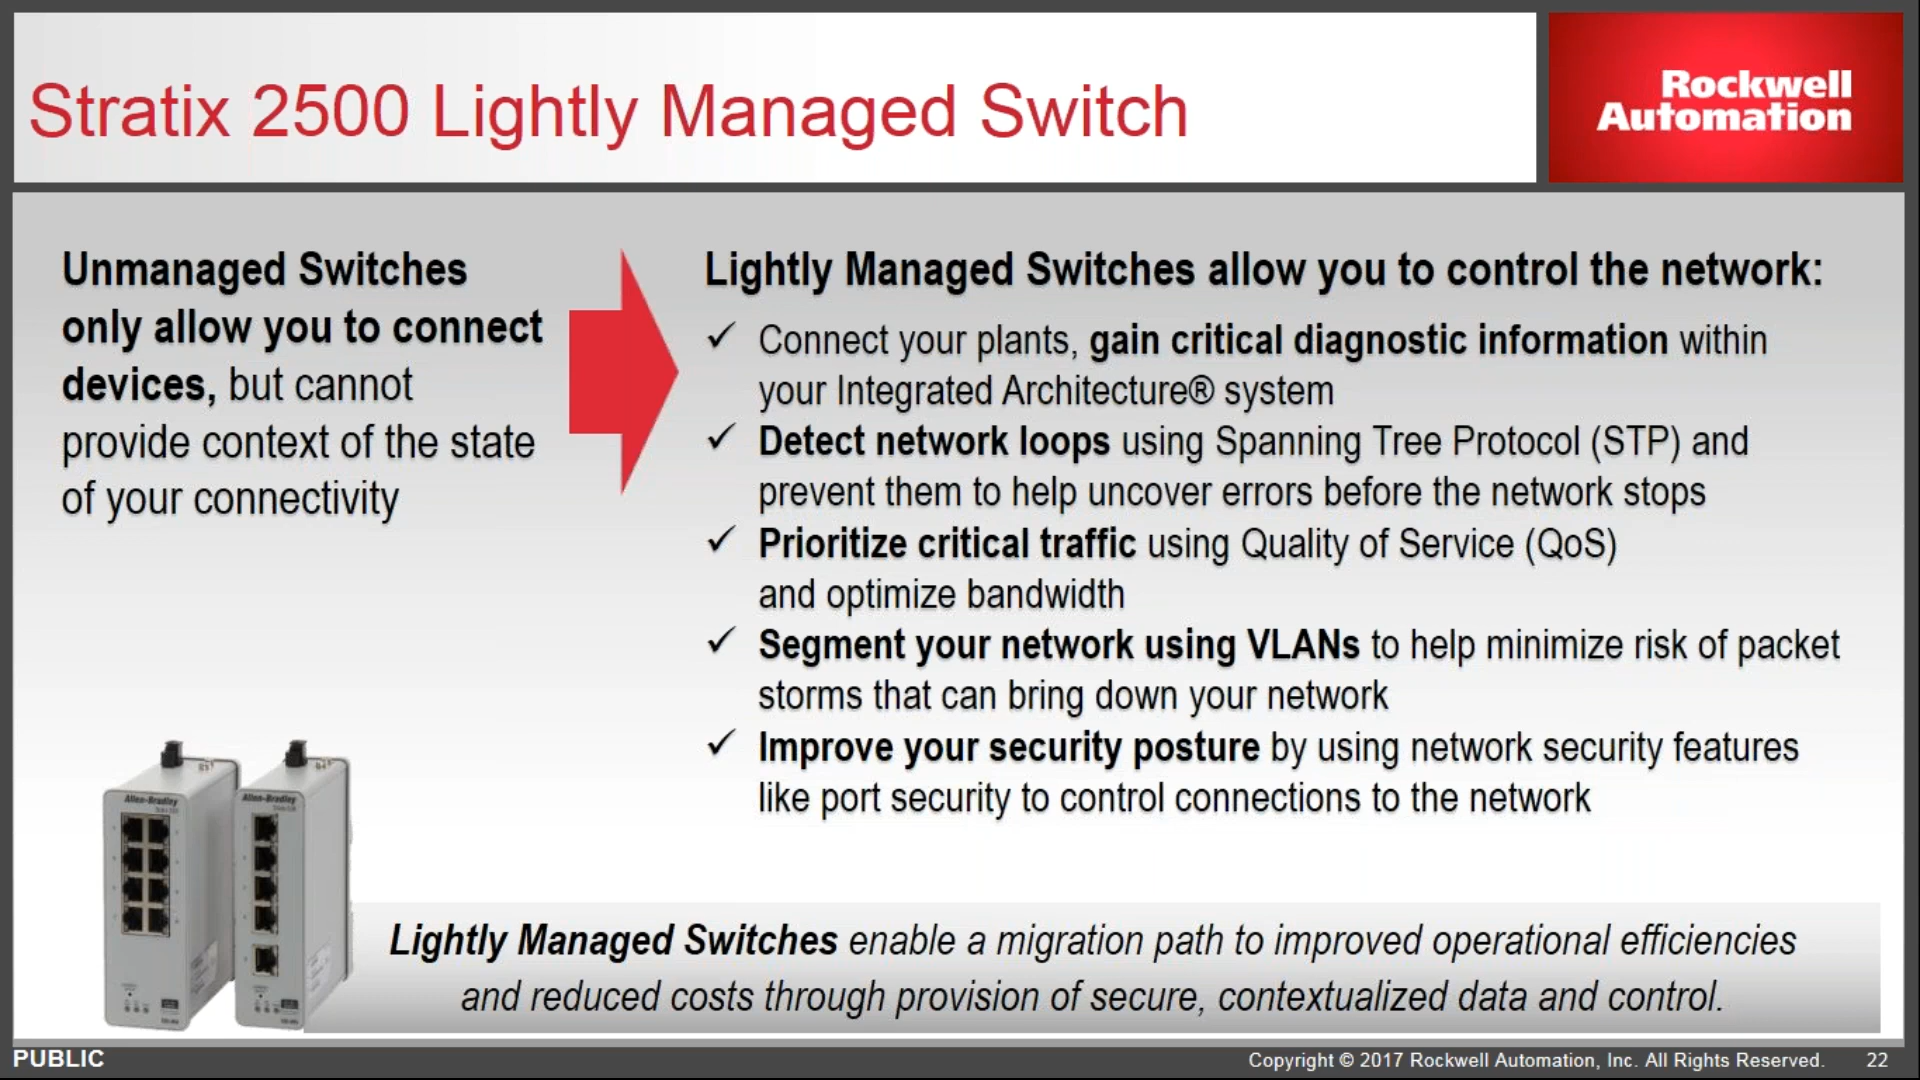 Stratix 2500 Lightly Managed Switch
Rockwell
Automation
Unmanaged Switches
only allow you to connect
devices, but cannot
provide context of the state
of your connectivity
Lightly Managed Switches allow you to control the network:
✓ Connect your plants, gain critical diagnostic information within
your Integrated Architecture® system
✓ Detect network loops using Spanning Tree Protocol (STP) and
prevent them to help uncover errors before the network stops
✓ Prioritize critical traffic using Quality of Service (QoS)
and optimize bandwidth
✓ Segment your network using VLANs to help minimize risk of packet
storms that can bring down your network
✓ Improve your security posture by using network security features
like port security to control connections to the network
Allen-Bradley
Allen-Bradley
Lightly Managed Switches enable a migration path to improved operational efficiencies
and reduced costs through provision of secure, contextualized data and control.
PUBLIC
Copyright © 2017 Rockwell Automation, Inc. All Rights Reserved.
22